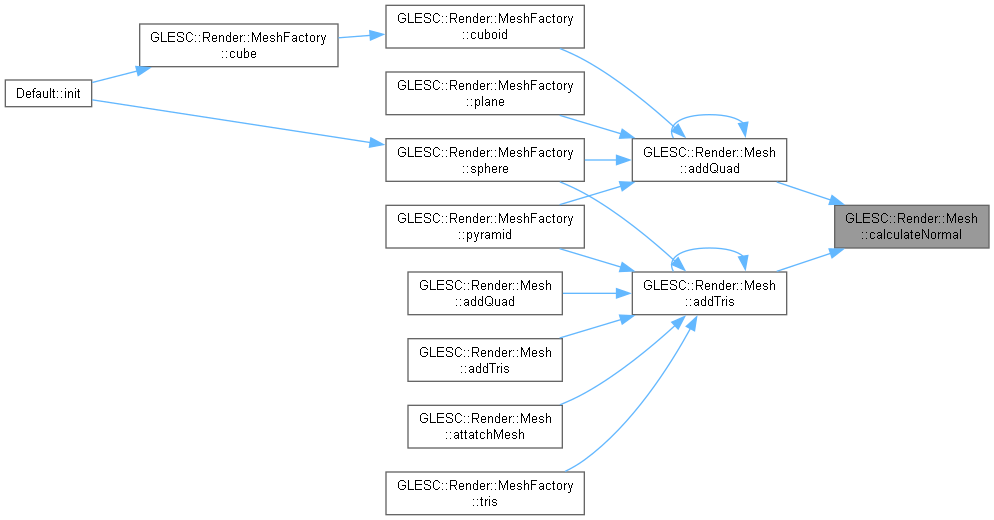 GLESC::Render::MeshFactory
::cuboid
GLESC::Render::MeshFactory
::cube
Default::init
GLESC::Render::MeshFactory
::plane
GLESC::Render::MeshFactory
::sphere
GLESC::Render::Mesh
::addQuad
GLESC::Render::MeshFactory
::pyramid
GLESC::Render::Mesh
::calculateNormal
GLESC::Render::Mesh
::addQuad
GLESC::Render::Mesh
::addTris
GLESC::Render::Mesh
::addTris
GLESC::Render::Mesh
::attatchMesh
GLESC::Render::MeshFactory
::tris